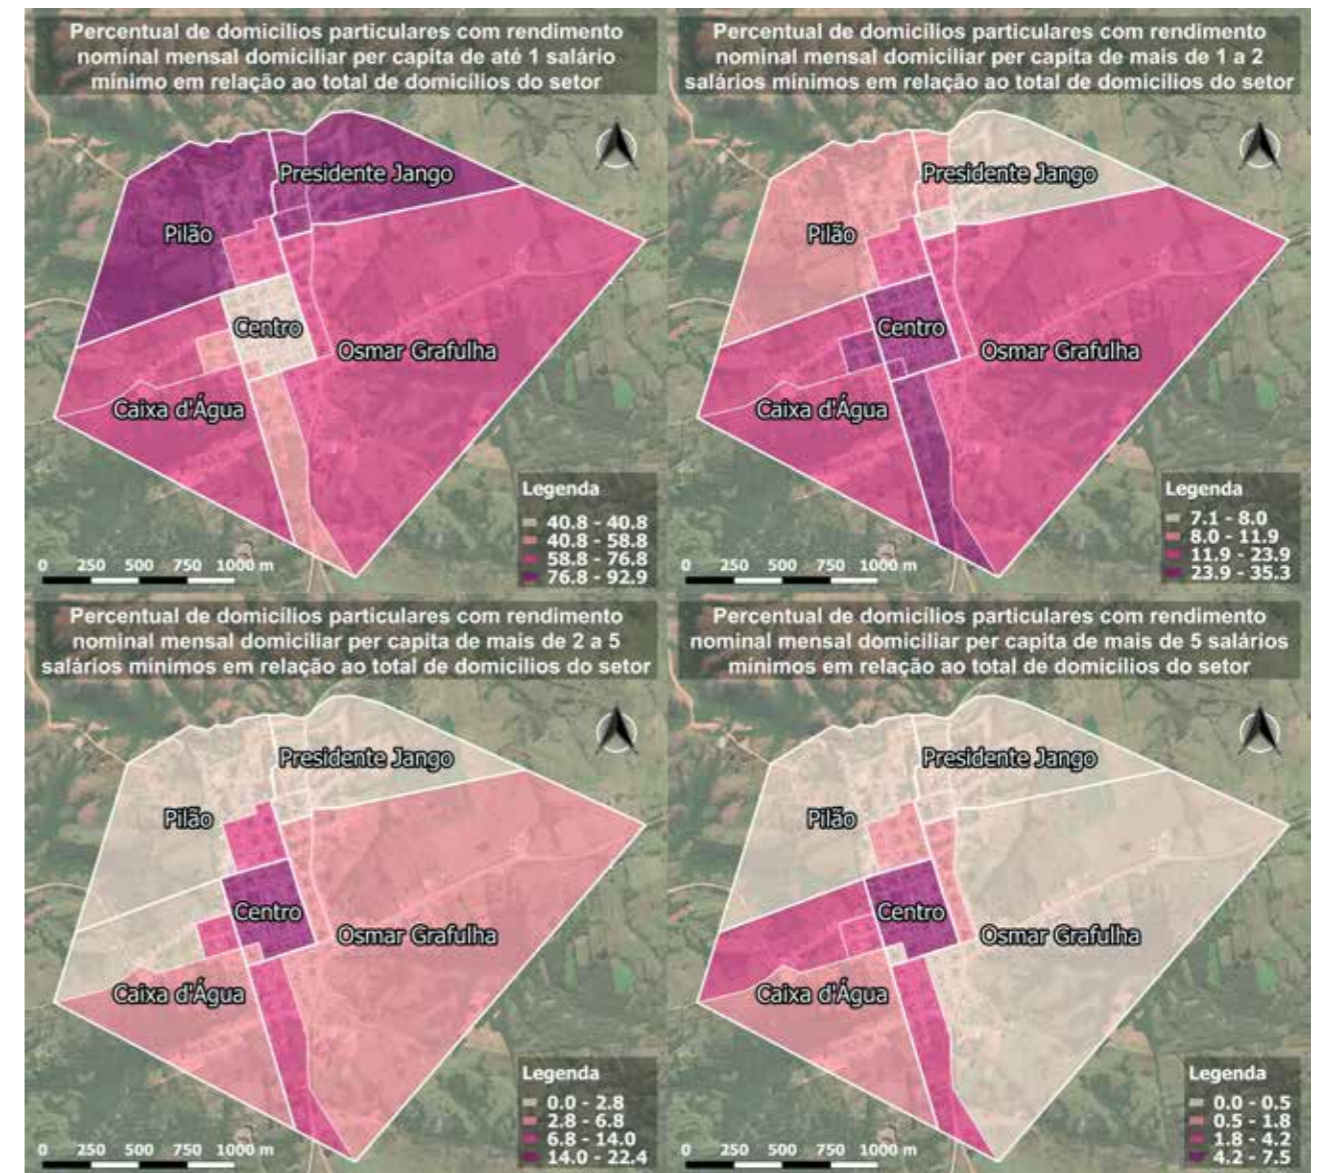 Percentual de domicílios particulares com rendimento
nominal mensal domiciliar per capita de até 1 salário
mínimo em relação ao total de domicílios do setor
Presidente Jango
Pilão
Centro
Osmar Grafulha
Caixa d'Água
Legenda
40.8 - 40.8
40.8 - 58.8
58.8 - 76.8
76.8 - 92.9
0 250 500 750 1000 m
Percentual de domicílios particulares com rendimento
nominal mensal domiciliar per capita de mais de 1 a 2
salários mínimos em relação ao total de domicílios do setor
Presidente Jango
Pilão
Centro
Osmar Grafulha
Caixa d'Água
Legenda
7.1 - 8.0
8.0 - 11.9
11.9 - 23.9
23.9 - 35.3
0 250 500 750 1000 m
Percentual de domicílios particulares com rendimento
nominal mensal domiciliar per capita de mais de 2 a 5
salários mínimos em relação ao total de domicílios do setor
Presidente Jango
Pilão
Centro
Osmar Grafulha
Caixa d'Água
Legenda
0.0 - 2.8
2.8 - 6.8
6.8 - 14.0
14.0 - 22.4
0 250 500 750 1000 m
Percentual de domicílios particulares com rendimento
nominal mensal domiciliar per capita de mais de 5 salários
mínimos em relação ao total de domicílios do setor
Presidente Jango
Pilão
Centro
Osmar Grafulha
Caixa d'Água
Legenda
0.0 - 0.5
0.5 - 1.8
1.8 - 4.2
4.2 - 7.5
0 250 500 750 1000 m